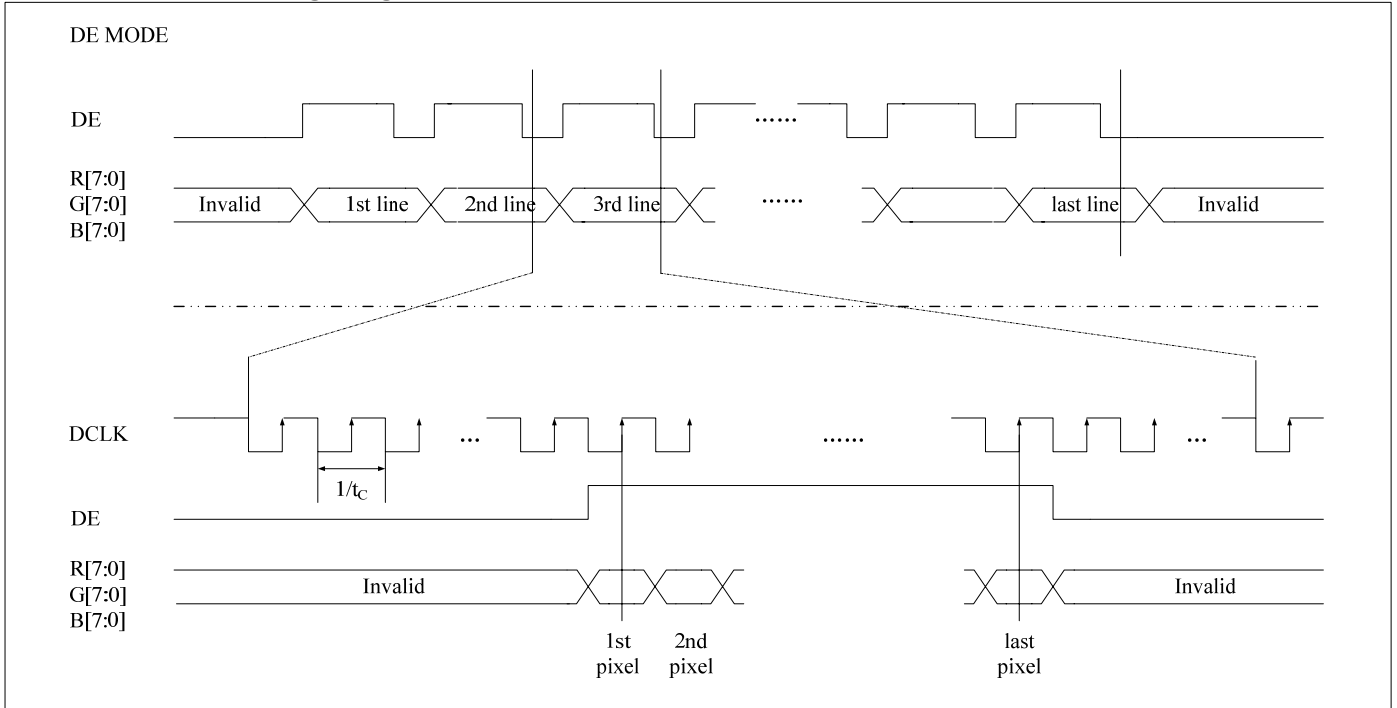 DE MODE
DE
R[7:0]
G[7:0]
B[7:0]
Invalid 1st line 2nd line 3rd line ...... last line Invalid
......
DCLK
... ...... ...
1/tC
DE
R[7:0]
G[7:0]
B[7:0]
Invalid Invalid
1st pixel
2nd pixel
last pixel